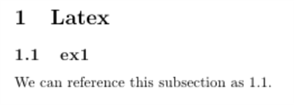 1 Latex
1.1 ex1
We can reference this subsection as 1.1.